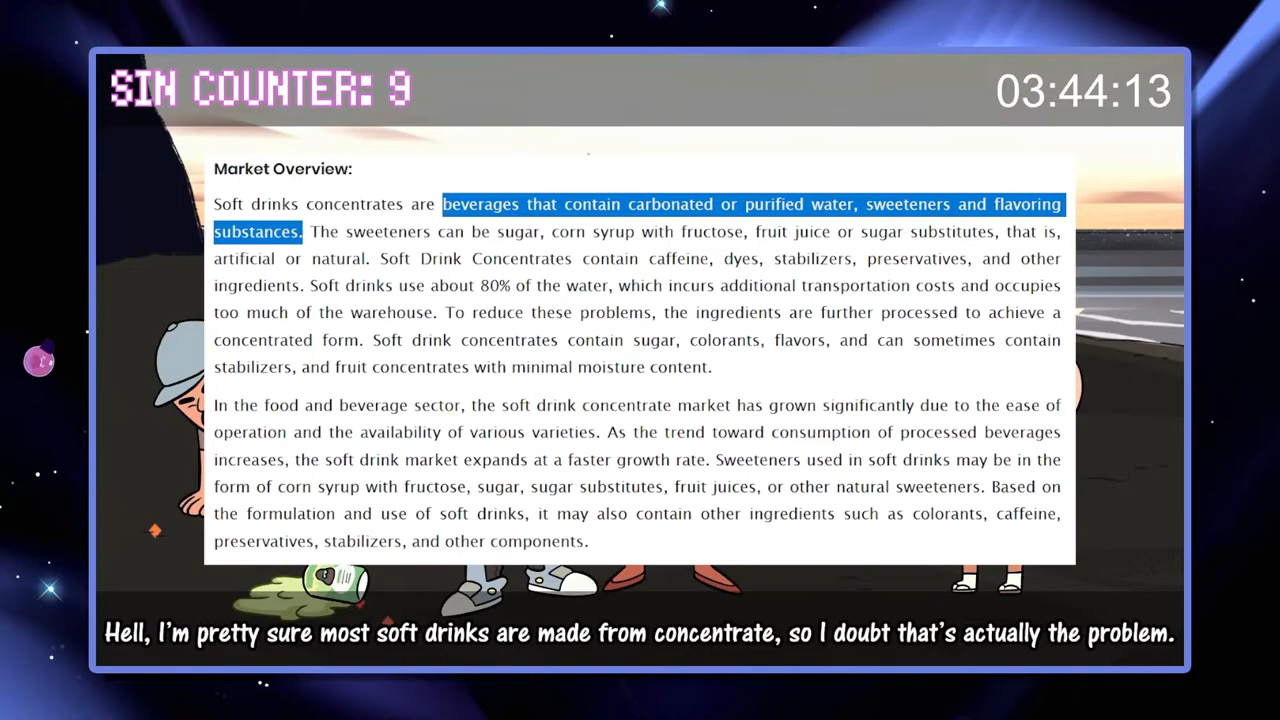 SIN COUNTER: 9
03:44:13
Market Overview:
Soft drinks concentrates are beverages that contain carbonated or purified water, sweeteners and flavoring
substances. The sweeteners can be sugar, corn syrup with fructose, fruit juice or sugar substitutes, that is,
artificial or natural. Soft Drink Concentrates contain caffeine, dyes, stabilizers, preservatives, and other
ingredients. Soft drinks use about 80% of the water, which incurs additional transportation costs and occupies
too much of the warehouse. To reduce these problems, the ingredients are further processed to achieve a
concentrated form. Soft drink concentrates contain sugar, colorants, flavors, and can sometimes contain
stabilizers, and fruit concentrates with minimal moisture content.
In the food and beverage sector, the soft drink concentrate market has grown significantly due to the ease of
operation and the availability of various varieties. As the trend toward consumption of processed beverages
increases, the soft drink market expands at a faster growth rate. Sweeteners used in soft drinks may be in the
form of corn syrup with fructose, sugar, sugar substitutes, fruit juices, or other natural sweeteners. Based on
the formulation and use of soft drinks, it may also contain other ingredients such as colorants, caffeine,
preservatives, stabilizers, and other components.
Hell, I'm pretty sure most soft drinks are made from concentrate, so I doubt that's actually the problem.